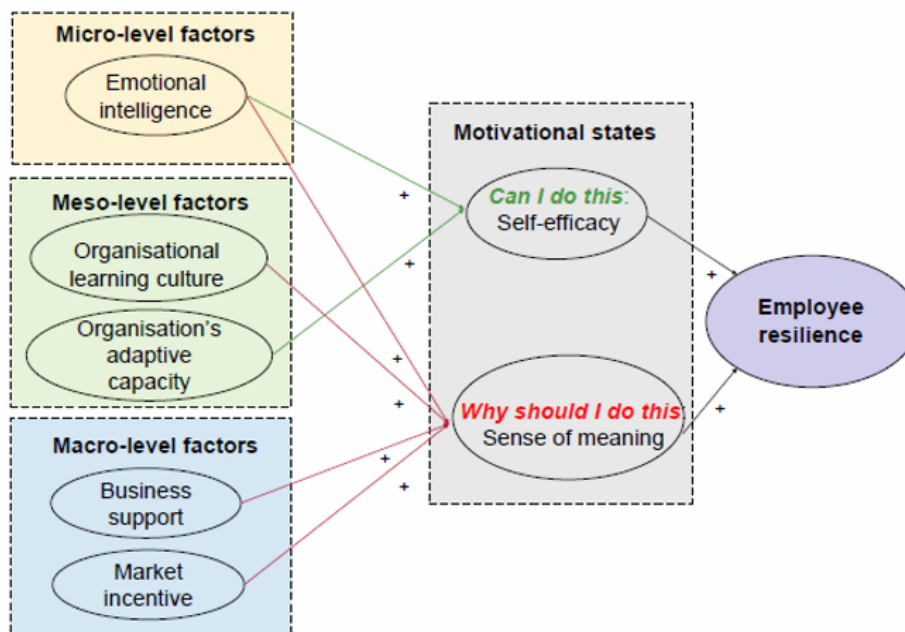 Micro-level factors
Emotional
intelligence
Meso-level factors
Organisational
learning culture
Organisation's
adaptive
capacity
Macro-level factors
Business
support
Market
incentive
+
+
+
+
+
+
Motivational states
Can I do this:
Self-efficacy
Why should I do this:
Sense of meaning
+
+
Employee
resilience